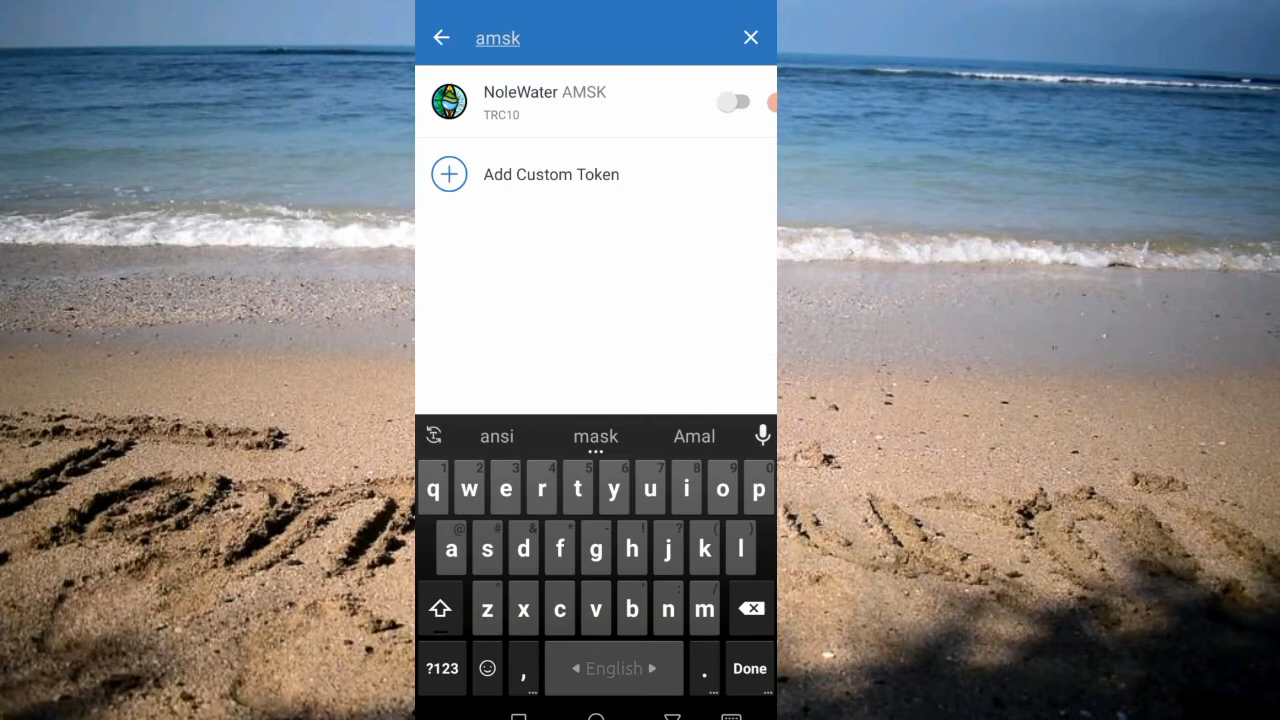 amsk
NoleWater AMSK
TRC10
Add Custom Token
ansi mask Amal
1 2 3 4 5 6 7 8 9 0
q w e r t y u i o p
@ # & * - ! ? ( )
a s d f g h j k l
z x c v b n m
?123 , English . Done